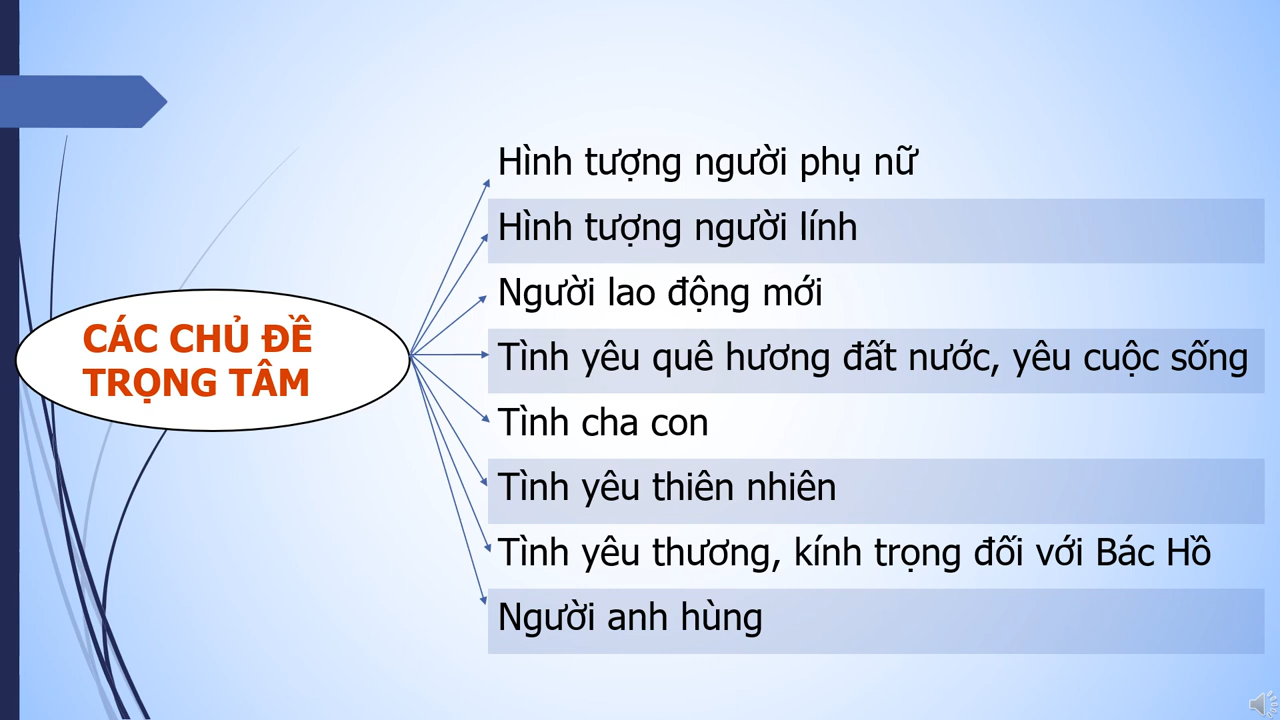 CÁC CHỦ ĐỀ
TRỌNG TÂM
Hình tượng người phụ nữ
Hình tượng người lính
Người lao động mới
Tình yêu quê hương đất nước, yêu cuộc sống
Tình cha con
Tình yêu thiên nhiên
Tình yêu thương, kính trọng đối với Bác Hồ
Người anh hùng